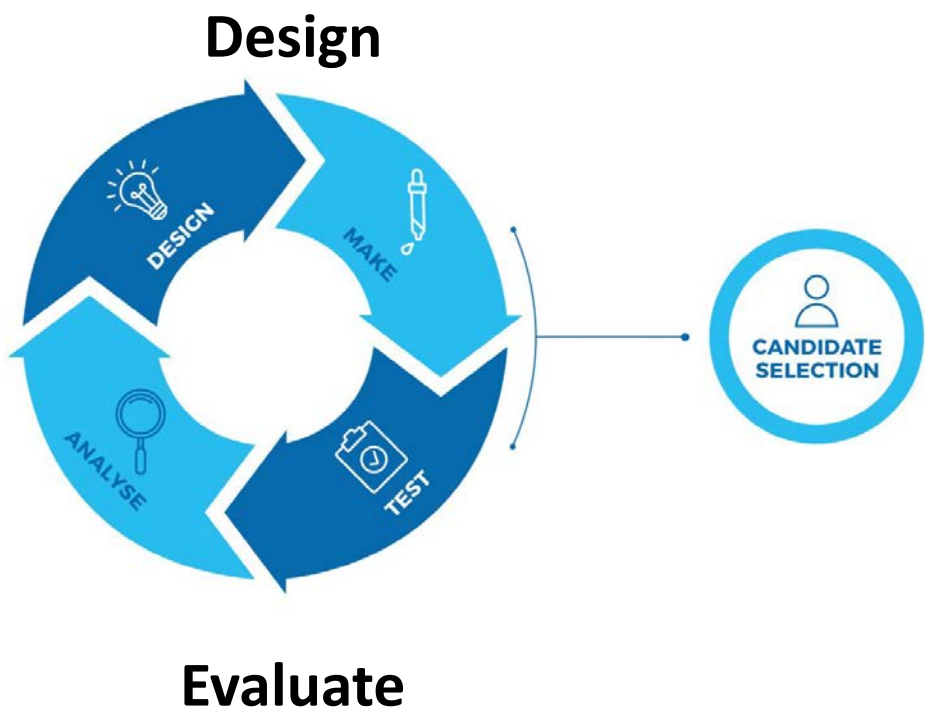 Design
DESIGN
MAKE
CANDIDATE
SELECTION
ANALYSE
TEST
Evaluate